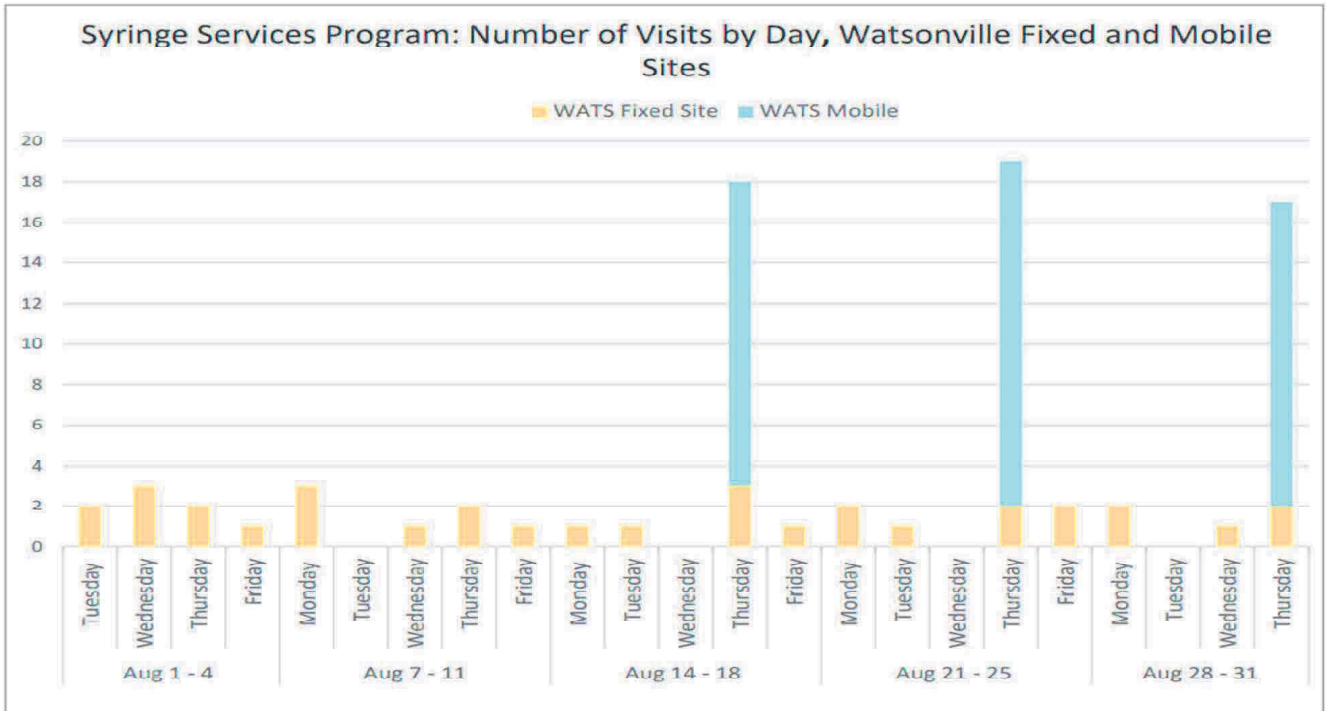 Syringe Services Program: Number of Visits by Day, Watsonville Fixed and Mobile
Sites
WATS Fixed Site WATS Mobile
20
18
16
14
12
10
8
6
4
2
0
Tuesday Wednesday Thursday Friday Monday Tuesday Wednesday Thursday Friday Monday Tuesday Wednesday Thursday Friday Monday Tuesday Wednesday Thursday Friday Monday Tuesday Wednesday Thursday
Aug 1 - 4 Aug 7 - 11 Aug 14 - 18 Aug 21 - 25 Aug 28 - 31